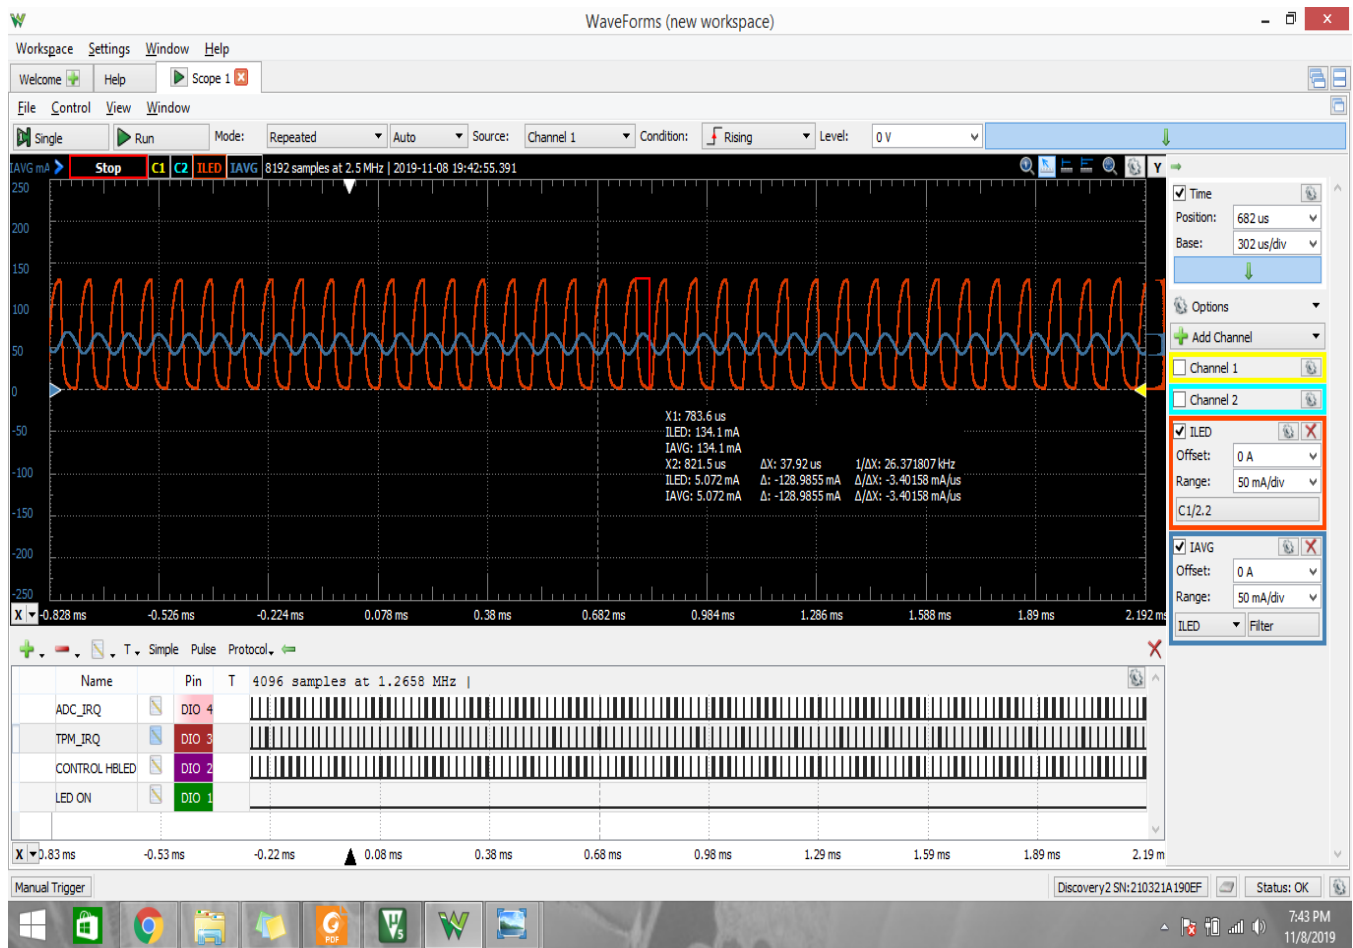 WaveForms (new workspace)
Workspace Settings Window Help
Welcome Help Scope 1
File Control View Window
Single Run Mode: Repeated Auto Source: Channel 1 Condition: Rising Level: 0 V
IAVG mA Stop C1 C2 ILED IAVG 8192 samples at 2.5 MHz | 2019-11-08 19:42:55.391 Y
250
200
150
100
50
0
-50
-100
-150
-200
-250
X1: 783.6 us
ILED: 134.1 mA
IAVG: 134.1 mA
X2: 821.5 us ΔX: 37.92 us 1/ΔX: 26.371807 kHz
ILED: 5.072 mA Δ: -128.9855 mA Δ/ΔX: -3.40158 mA/us
IAVG: 5.072 mA Δ: -128.9855 mA Δ/ΔX: -3.40158 mA/us
X -0.828 ms -0.526 ms -0.224 ms 0.078 ms 0.38 ms 0.682 ms 0.984 ms 1.286 ms 1.588 ms 1.89 ms 2.192 ms
Time
Position: 682 us
Base: 302 us/div
Options
Add Channel
Channel 1
Channel 2
ILED
Offset: 0 A
Range: 50 mA/div
C1/2.2
IAVG
Offset: 0 A
Range: 50 mA/div
ILED Filter
T Simple Pulse Protocol
Name Pin T 4096 samples at 1.2658 MHz |
ADC_IRQ DIO 4
TPM_IRQ DIO 3
CONTROL HBLED DIO 2
LED ON DIO 1
X 0.83 ms -0.53 ms -0.22 ms 0.08 ms 0.38 ms 0.68 ms 0.98 ms 1.29 ms 1.59 ms 1.89 ms 2.19 m
Manual Trigger Discovery2 SN:210321A190EF Status: OK
PDF
7:43 PM
11/8/2019